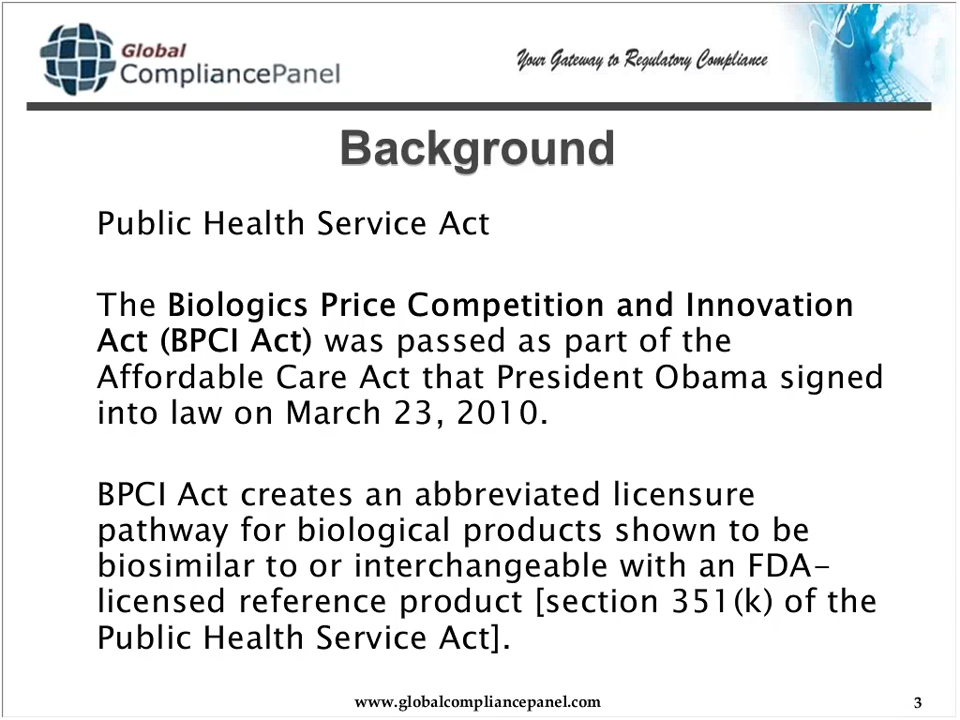 Global
CompliancePanel
Your Gateway to Regulatory Compliance
Background
Public Health Service Act
The Biologics Price Competition and Innovation
Act (BPCI Act) was passed as part of the
Affordable Care Act that President Obama signed
into law on March 23, 2010.
BPCI Act creates an abbreviated licensure
pathway for biological products shown to be
biosimilar to or interchangeable with an FDA-
licensed reference product [section 351(k) of the
Public Health Service Act].
www.globalcompliancepanel.com
3